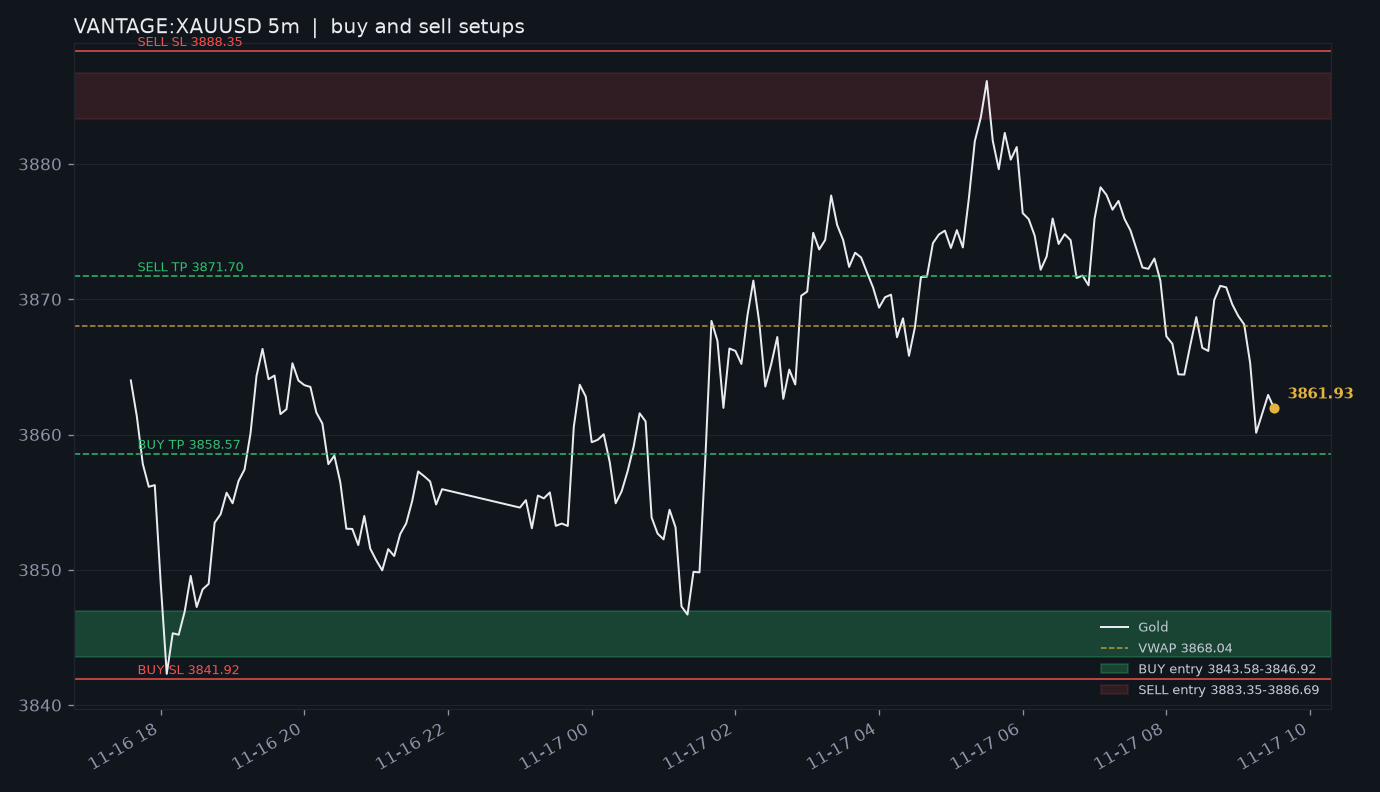 VANTAGE:XAUUSD 5m | buy and sell setups
SELL SL 3888.35
3880
SELL TP 3871.70
3870
3861.93
3860
BUY TP 3858.57
3850
Gold
VWAP 3868.04
BUY entry 3843.58-3846.92
SELL entry 3883.35-3886.69
BUY SL 3841.92
3840
11-16 18
11-16 20
11-16 22
11-17 00
11-17 02
11-17 04
11-17 06
11-17 08
11-17 10